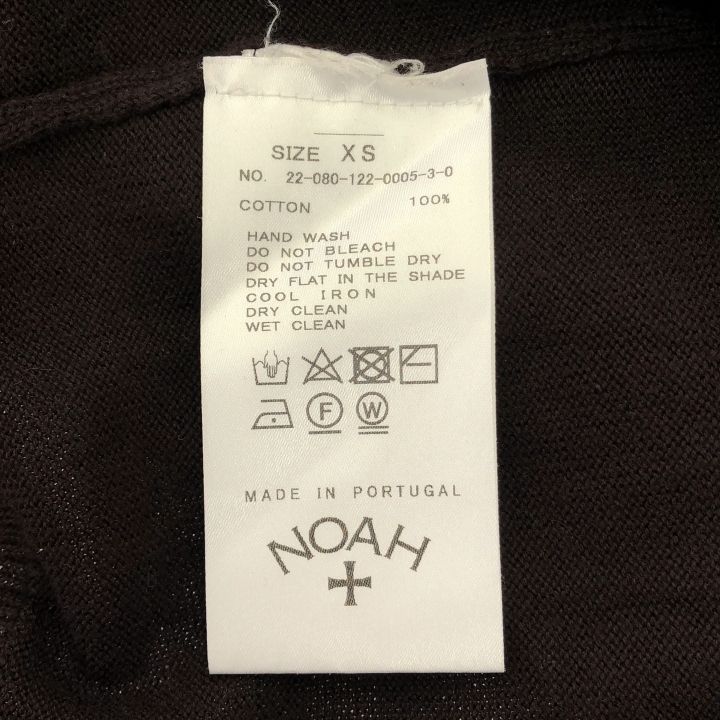 SIZE XS
NO. 22-080-122-0005-3-0
COTTON 100%
HAND WASH
DO NOT BLEACH
DO NOT TUMBLE DRY
DRY FLAT IN THE SHADE
COOL IRON
DRY CLEAN
WET CLEAN
F W
MADE IN PORTUGAL
NOAH